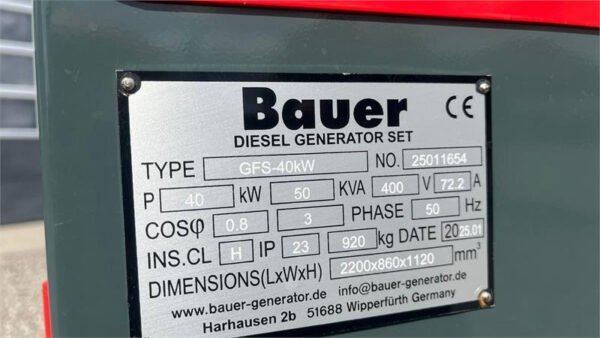 Bauer CE
DIESEL GENERATOR SET
TYPE GFS-40kW NO. 25011654
P 40 kW 50 KVA 400 V 72.2 A
COSφ 0.8 3 PHASE 50 Hz
INS.CL H IP 23 920 kg DATE 2025.01
DIMENSIONS(LxWxH) 2200x860x1120 mm³
www.bauer-generator.de info@bauer-generator.de
Harhausen 2b 51688 Wipperfürth Germany